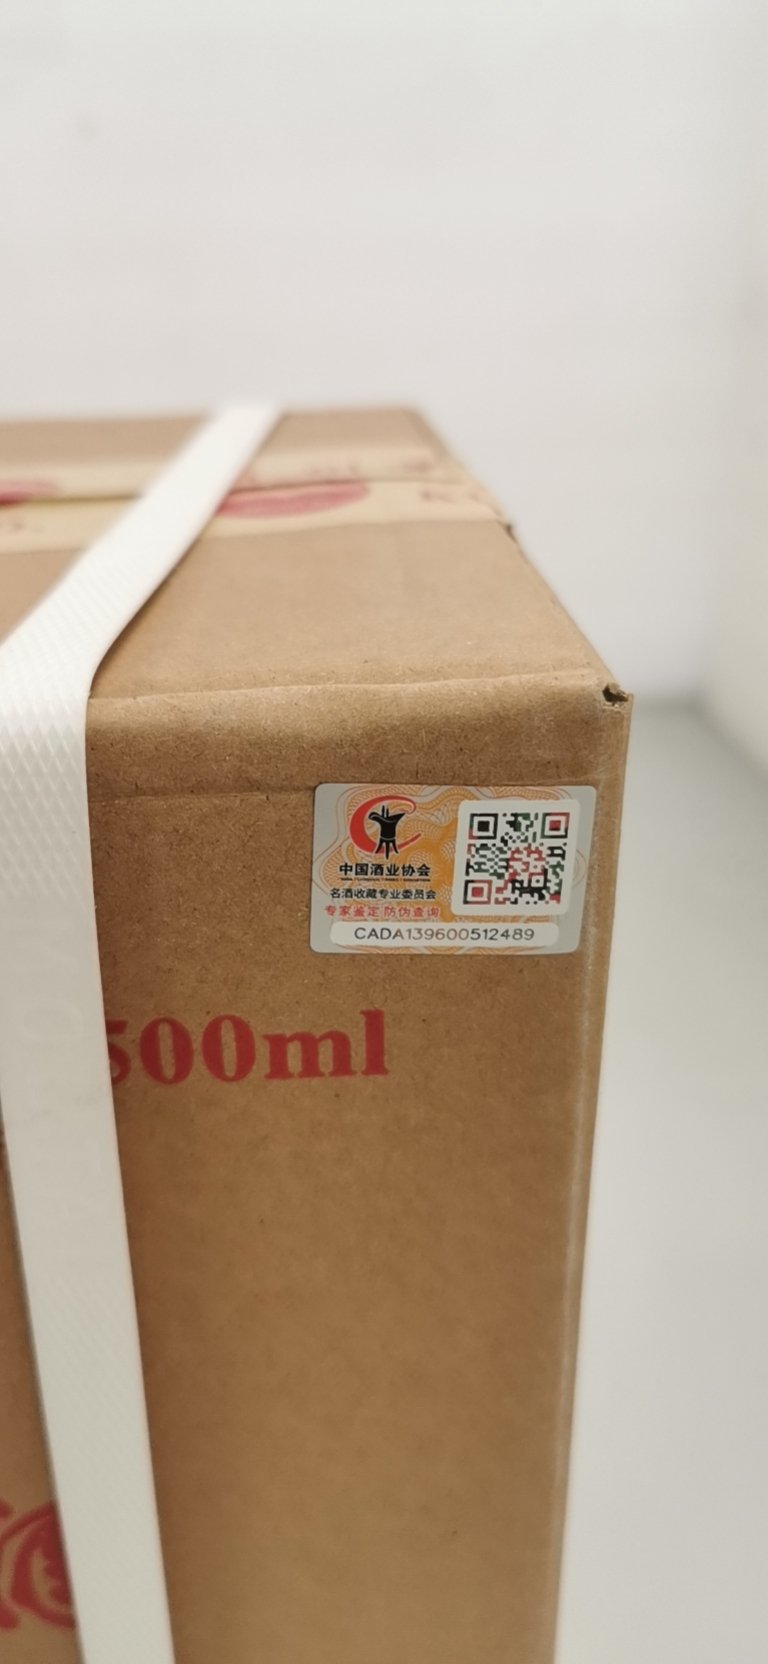 中国酒业协会
名酒收藏专业委员会
专家鉴定 防伪查询
CADA139600512489
500ml